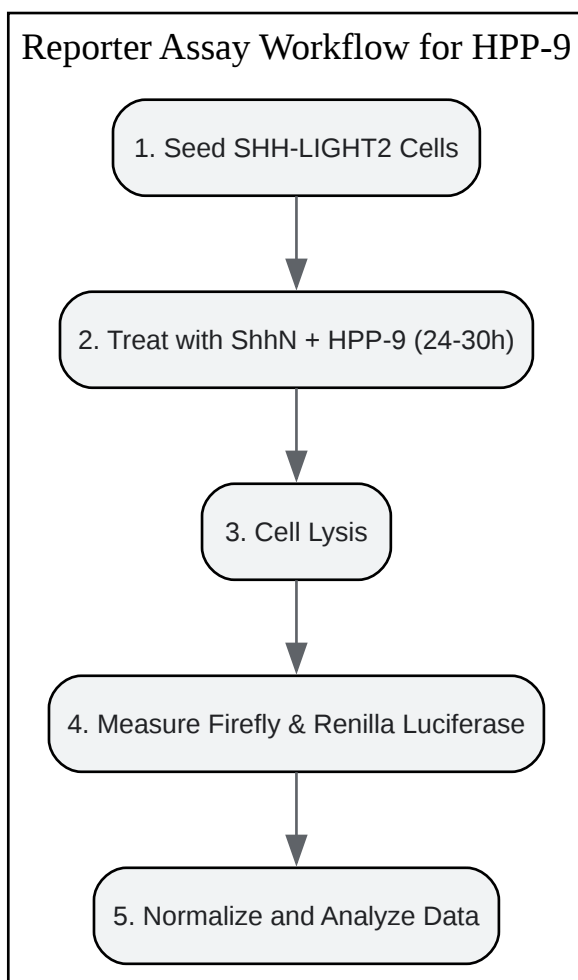 Reporter Assay Workflow for HPP-9
1. Seed SHH-LIGHT2 Cells
2. Treat with ShhN + HPP-9 (24-30h)
3. Cell Lysis
4. Measure Firefly & Renilla Luciferase
5. Normalize and Analyze Data